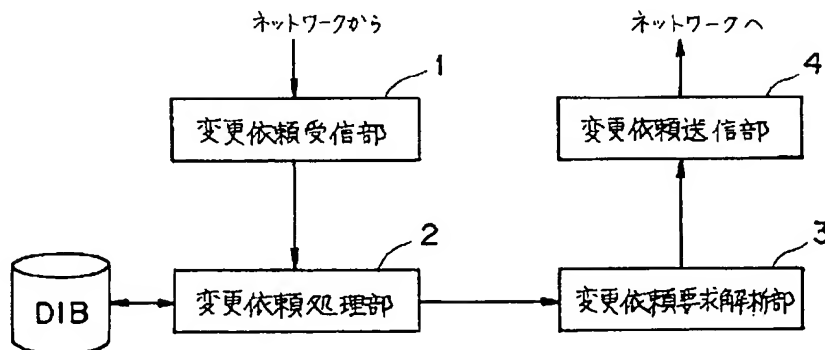 ネットワークから
ネットワークへ
1
4
変更依頼受信部
変更依頼送信部
2
3
DIB
変更依頼処理部
変更依頼要求解析部